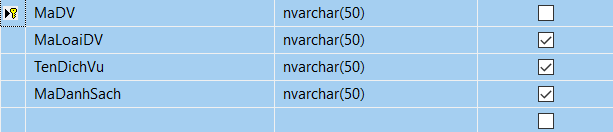 MaDV nvarchar(50)
MaLoaiDV nvarchar(50)
TenDichVu nvarchar(50)
MaDanhSach nvarchar(50)